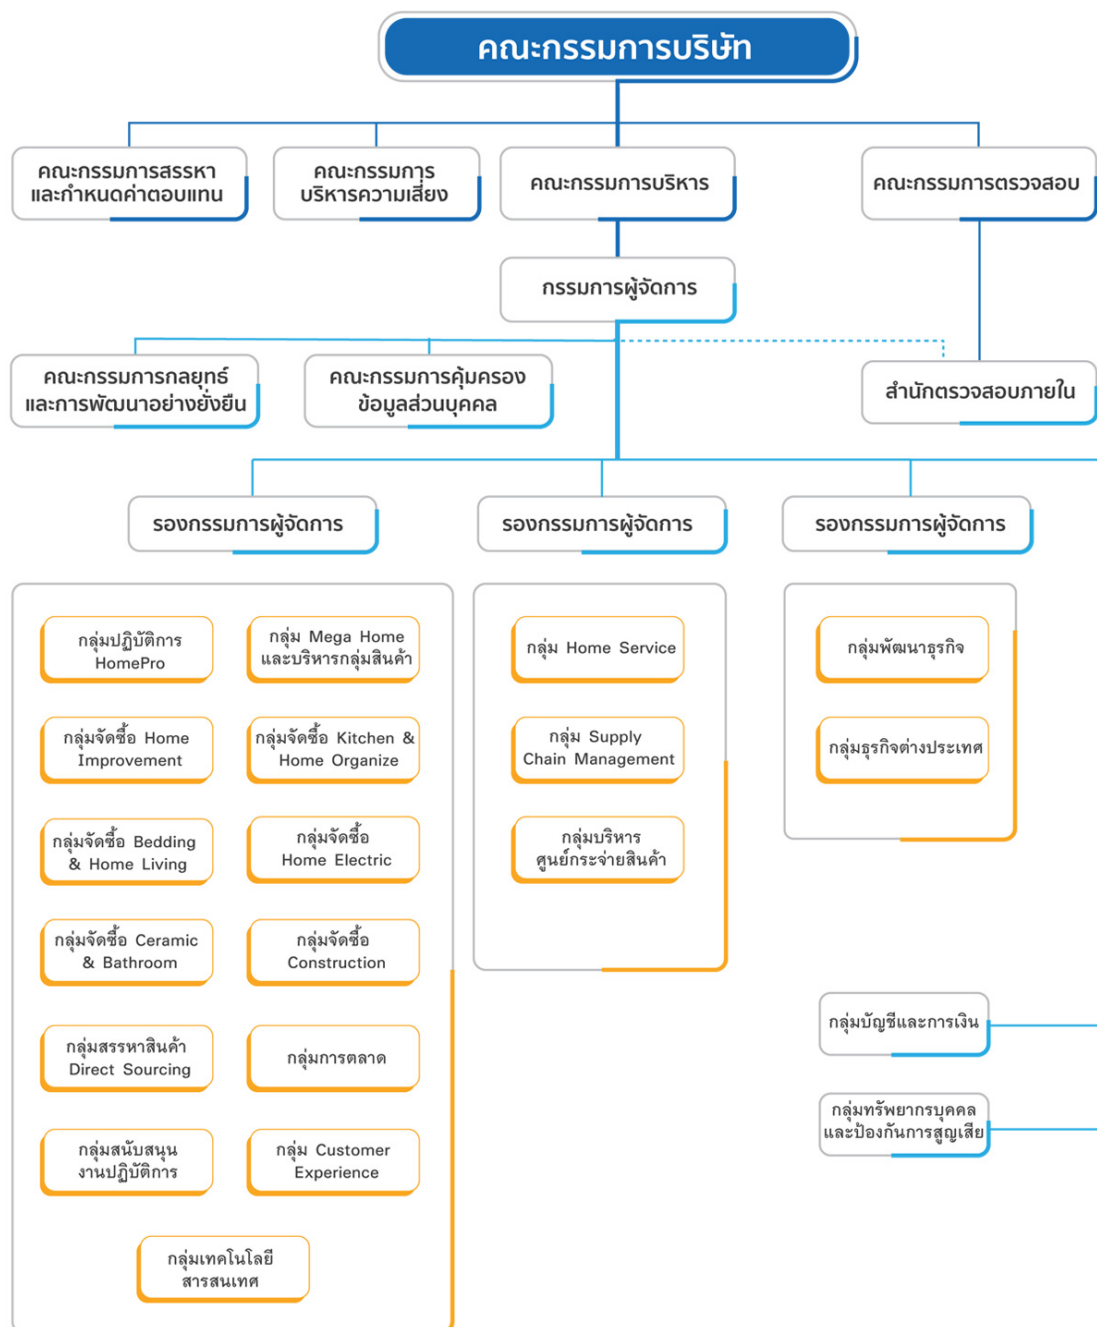 คณะกรรมการบริษัท
คณะกรรมการสรรหา
และกำหนดค่าตอบแทน
คณะกรรมการ
บริหารความเสี่ยง
คณะกรรมการบริหาร
คณะกรรมการตรวจสอบ
กรรมการผู้จัดการ
คณะกรรมการกลยุทธ์
และการพัฒนาอย่างยั่งยืน
คณะกรรมการคุ้มครอง
ข้อมูลส่วนบุคคล
สำนักตรวจสอบภายใน
รองกรรมการผู้จัดการ
รองกรรมการผู้จัดการ
รองกรรมการผู้จัดการ
กลุ่มปฏิบัติการ
HomePro
กลุ่ม Mega Home
และบริหารกลุ่มสินค้า
กลุ่มจัดซื้อ Home
Improvement
กลุ่มจัดซื้อ Kitchen &
Home Organize
กลุ่มจัดซื้อ Bedding
& Home Living
กลุ่มจัดซื้อ
Home Electric
กลุ่มจัดซื้อ Ceramic
& Bathroom
กลุ่มจัดซื้อ
Construction
กลุ่มสรรหาสินค้า
Direct Sourcing
กลุ่มการตลาด
กลุ่มสนับสนุน
งานปฏิบัติการ
กลุ่ม Customer
Experience
กลุ่มเทคโนโลยี
สารสนเทศ
กลุ่ม Home Service
กลุ่ม Supply
Chain Management
กลุ่มบริหาร
ศูนย์กระจ่ายสินค้า
กลุ่มพัฒนาธุรกิจ
กลุ่มธุรกิจต่างประเทศ
กลุ่มบัญชีและการเงิน
กลุ่มทรัพยากรบุคคล
และป้องกันการสูญเสีย